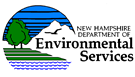 NEW HAMPSHIRE
DEPARTMENT OF
Environmental
Services